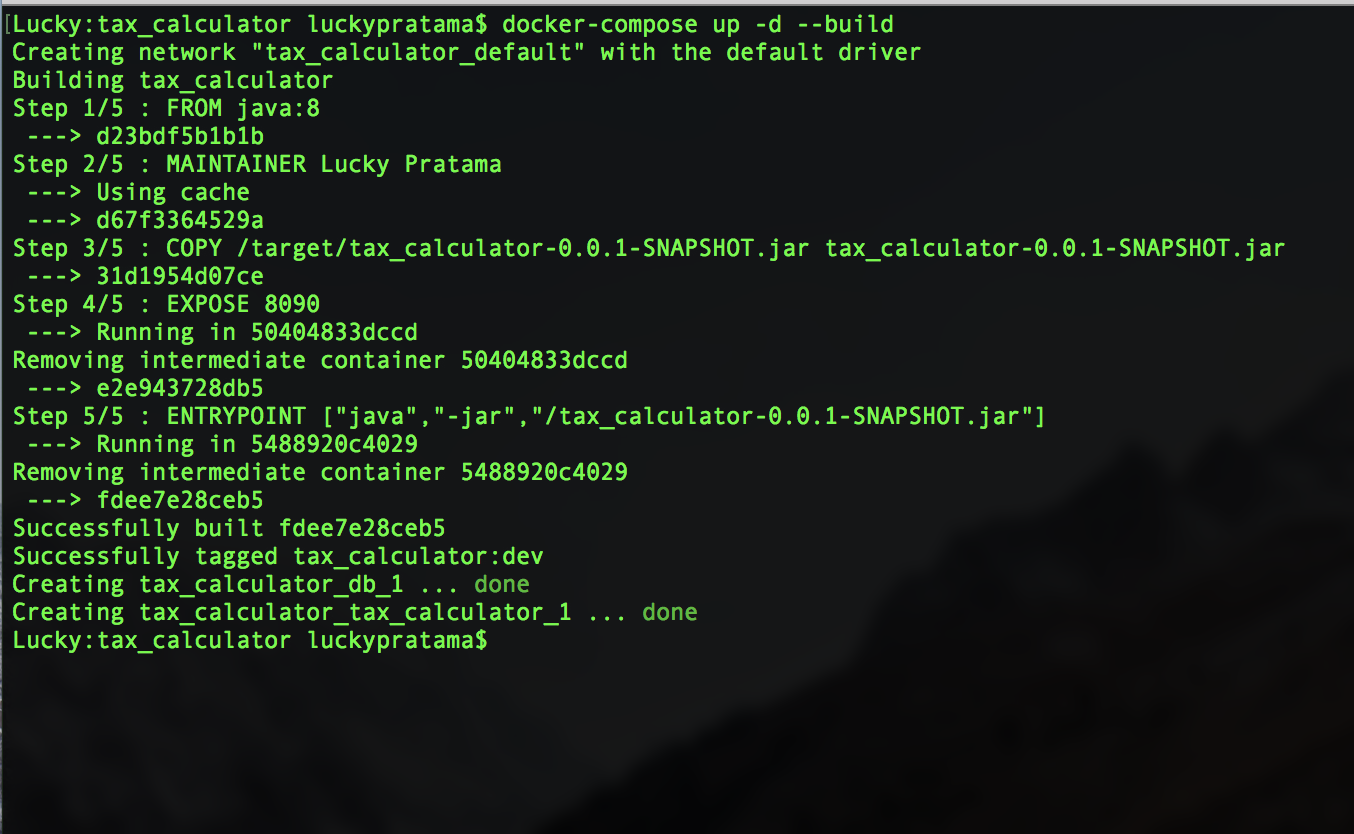 [Lucky:tax_calculator luckypratama$ docker-compose up -d --build
Creating network "tax_calculator_default" with the default driver
Building tax_calculator
Step 1/5 : FROM java:8
 ---> d23bdf5b1b1b
Step 2/5 : MAINTAINER Lucky Pratama
 ---> Using cache
 ---> d67f3364529a
Step 3/5 : COPY /target/tax_calculator-0.0.1-SNAPSHOT.jar tax_calculator-0.0.1-SNAPSHOT.jar
 ---> 31d1954d07ce
Step 4/5 : EXPOSE 8090
 ---> Running in 50404833dccd
Removing intermediate container 50404833dccd
 ---> e2e943728db5
Step 5/5 : ENTRYPOINT ["java","-jar","/tax_calculator-0.0.1-SNAPSHOT.jar"]
 ---> Running in 5488920c4029
Removing intermediate container 5488920c4029
 ---> fdee7e28ceb5
Successfully built fdee7e28ceb5
Successfully tagged tax_calculator:dev
Creating tax_calculator_db_1 ... done
Creating tax_calculator_tax_calculator_1 ... done
Lucky:tax_calculator luckypratama$